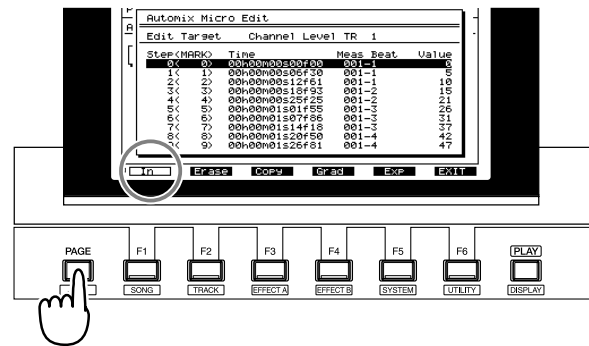 Automix Micro Edit
Edit Target Channel Level TR 1
Step(MARK) Time Meas Beat Value
0( 0) 00h00m00s00f00 001-1 0
1( 1) 00h00m00s06f30 001-1 5
2( 2) 00h00m00s12f61 001-1 10
3( 3) 00h00m00s18f93 001-2 15
4( 4) 00h00m00s25f25 001-2 21
5( 5) 00h00m01s01f55 001-3 26
6( 6) 00h00m01s07f86 001-3 31
7( 7) 00h00m01s14f18 001-3 37
8( 8) 00h00m01s20f50 001-4 42
9( 9) 00h00m01s26f81 001-4 47
In Erase Copy Grad Exp EXIT
PAGE F1 F2 F3 F4 F5 F6 PLAY
SONG TRACK EFFECT A EFFECT B SYSTEM UTILITY DISPLAY